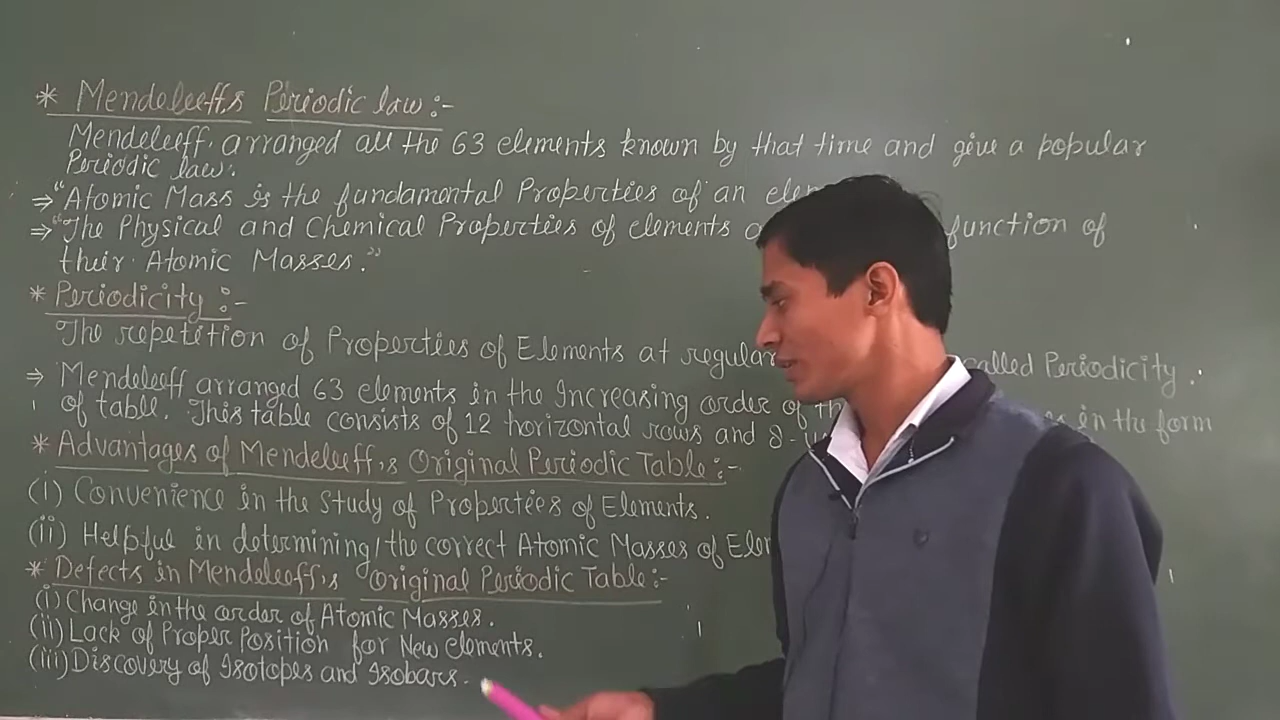 * Mendeleeff's Periodic law :-
Mendeleeff, arranged all the 63 elements known by that time and give a popular
Periodic law.
⇒ "Atomic Mass is the fundamental Properties of an
⇒ "The Physical and Chemical Properties of elements function of
their Atomic Masses."
* Periodicity :-
The repetition of Properties of Elements at regular called Periodicity.
⇒ Mendeleeff arranged 63 elements in the Increasing order of in the form
of table. This table consists of 12 horizontal rows and 8-
* Advantages of Mendeleeff's Original Periodic Table :-
(i) Convenience in the Study of Properties of Elements.
(ii) Helpful in determining, the correct Atomic Masses of
* Defects in Mendeleeff's Original Periodic Table :-
(i) Change in the order of Atomic Masses.
(ii) Lack of Proper Position for New elements.
(iii) Discovery of Isotopes and Isobars.